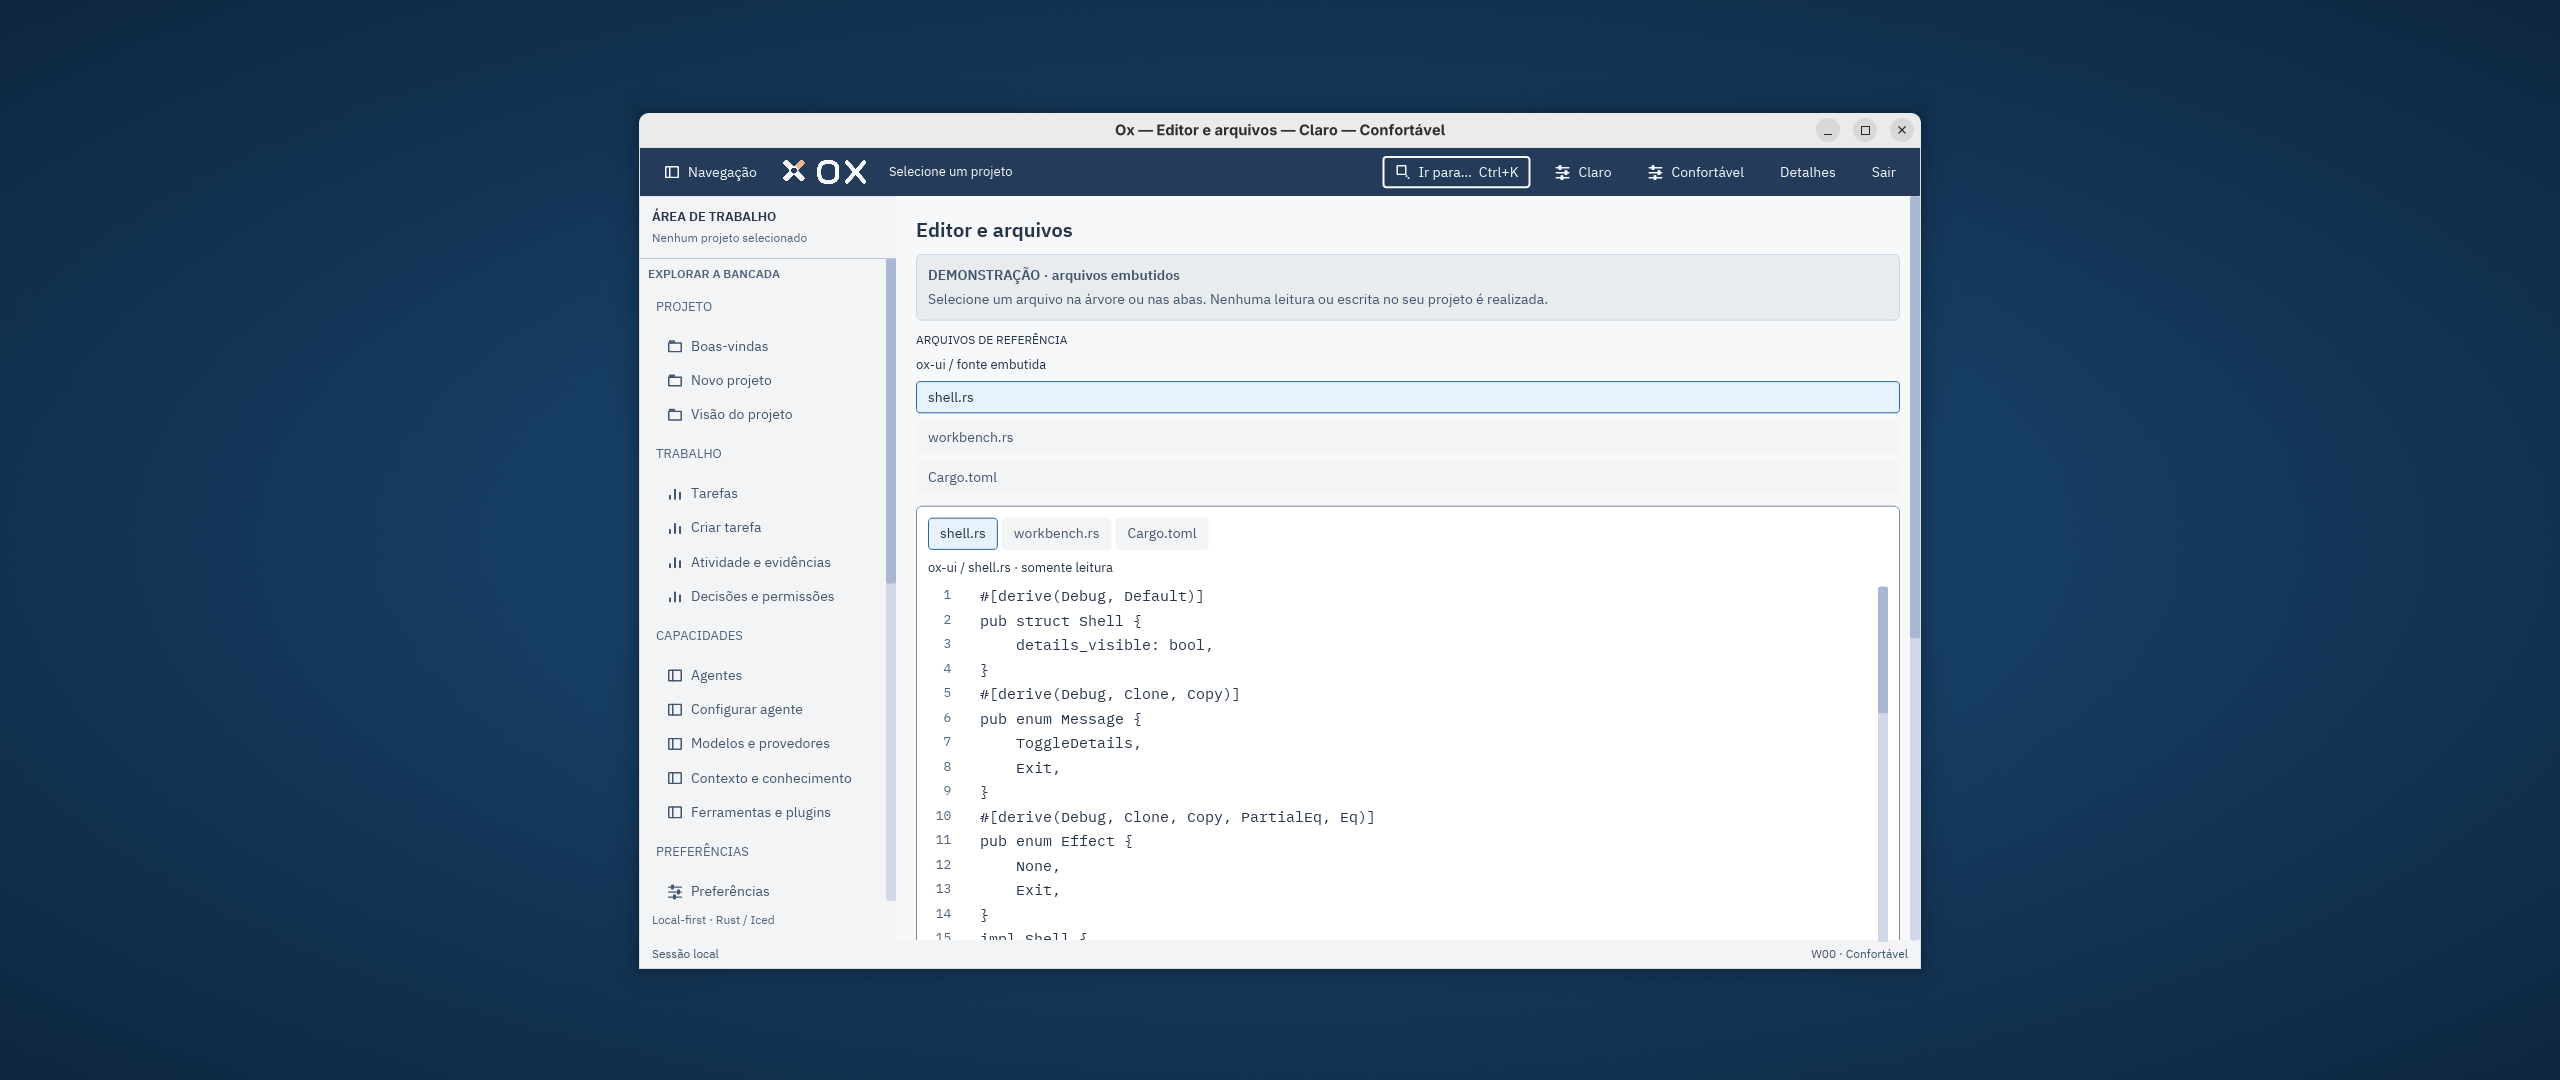 Ox — Editor e arquivos — Claro — Confortável
Navegação
OX
Selecione um projeto
Ir para... Ctrl+K
Claro
Confortável
Detalhes
Sair
ÁREA DE TRABALHO
Nenhum projeto selecionado
EXPLORAR A BANCADA
PROJETO
Boas-vindas
Novo projeto
Visão do projeto
TRABALHO
Tarefas
Criar tarefa
Atividade e evidências
Decisões e permissões
CAPACIDADES
Agentes
Configurar agente
Modelos e provedores
Contexto e conhecimento
Ferramentas e plugins
PREFERÊNCIAS
Preferências
Local-first · Rust / Iced
Editor e arquivos
DEMONSTRAÇÃO · arquivos embutidos
Selecione um arquivo na árvore ou nas abas. Nenhuma leitura ou escrita no seu projeto é realizada.
ARQUIVOS DE REFERÊNCIA
ox-ui / fonte embutida
shell.rs
workbench.rs
Cargo.toml
shell.rs workbench.rs Cargo.toml
ox-ui / shell.rs · somente leitura
1 #[derive(Debug, Default)]
2 pub struct Shell {
3     details_visible: bool,
4 }
5 #[derive(Debug, Clone, Copy)]
6 pub enum Message {
7     ToggleDetails,
8     Exit,
9 }
10 #[derive(Debug, Clone, Copy, PartialEq, Eq)]
11 pub enum Effect {
12     None,
13     Exit,
14 }
15 impl Shell {
Sessão local
W00 · Confortável